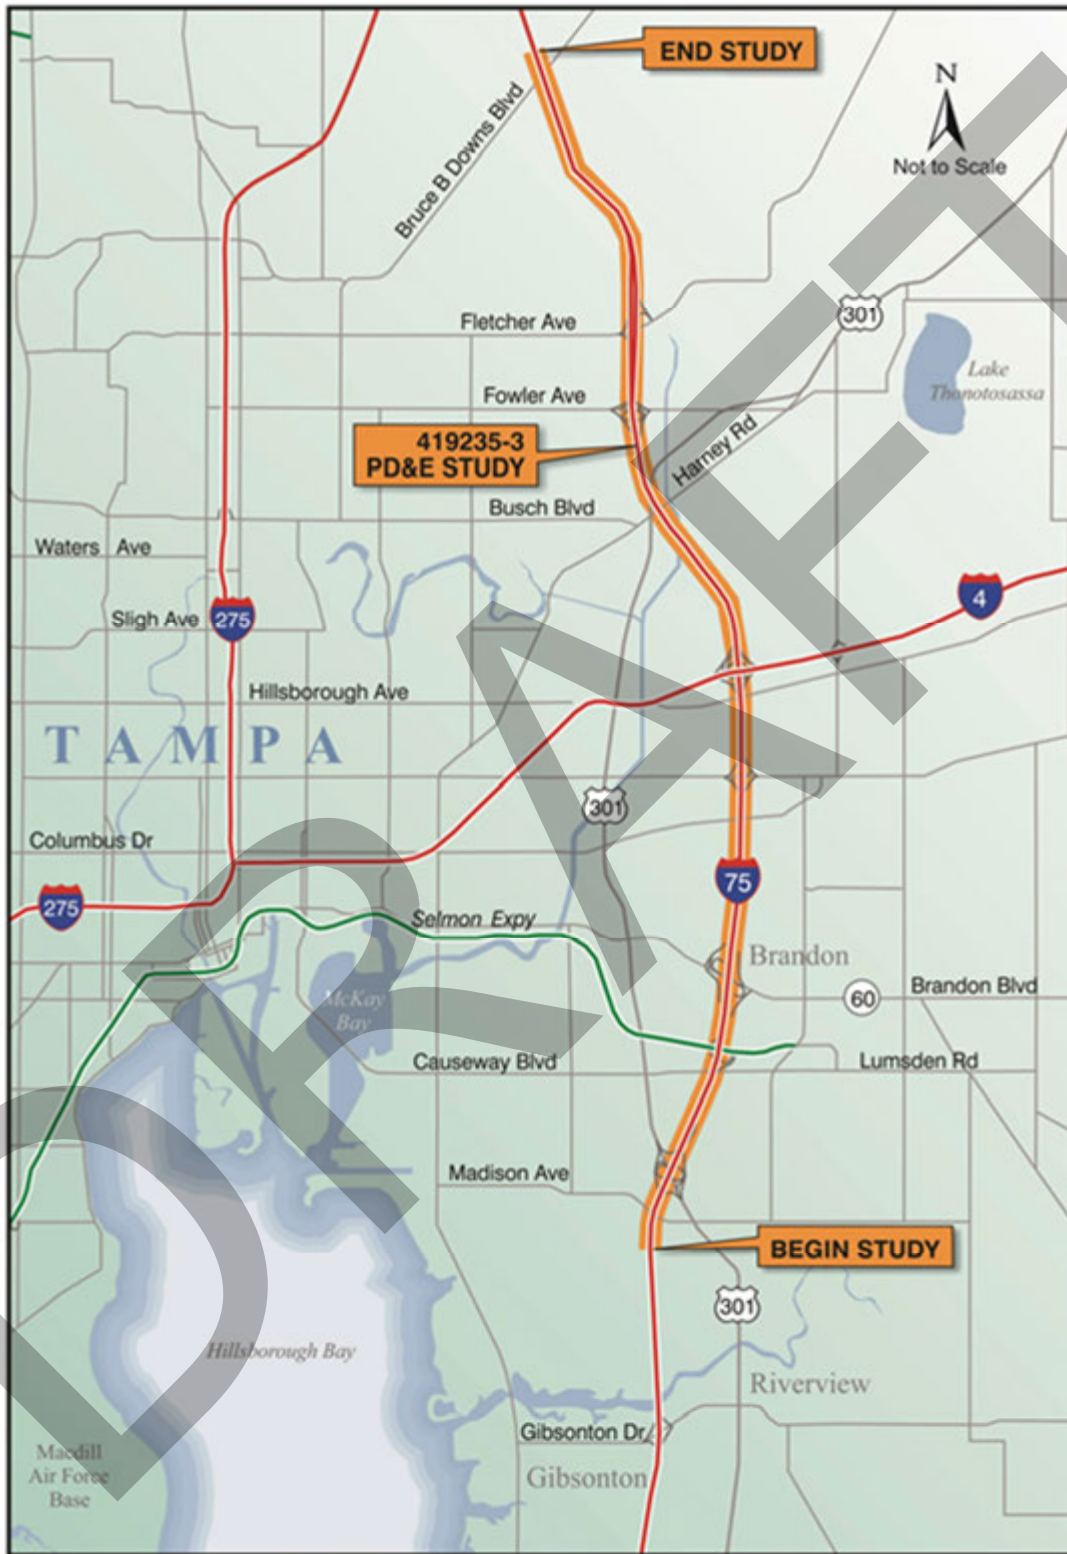 END STUDY
N
Not to Scale
Bruce B Downs Blvd
301
Fletcher Ave
Lake
Thonotosassa
Fowler Ave
419235-3
PD&E STUDY
Harney Rd
Busch Blvd
Waters Ave
4
Sligh Ave
275
Hillsborough Ave
TAMPA
301
Columbus Dr
75
275
Selmon Expy
Brandon
60
Brandon Blvd
McKay
Bay
Causeway Blvd
Lumsden Rd
Madison Ave
BEGIN STUDY
301
Hillsborough Bay
Riverview
Gibsonton Dr
Gibsonton
Macdill
Air Force
Base
DRAFT